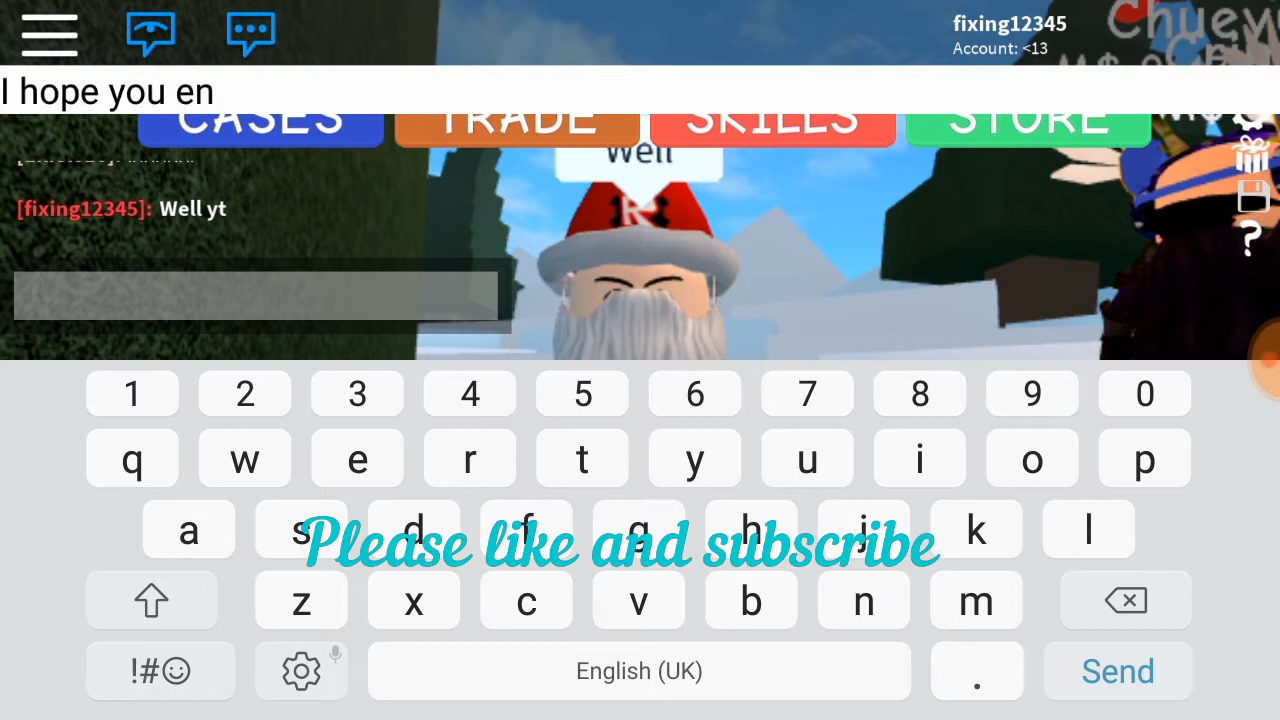 fixing12345
Account: <13
I hope you en
CASES TRADE SKILLS STORE
Well
[fixing12345]: Well yt
1 2 3 4 5 6 7 8 9 0
q w e r t y u i o p
a s d f g h j k l
Please like and subscribe
z x c v b n m
!#☺ English (UK) . Send